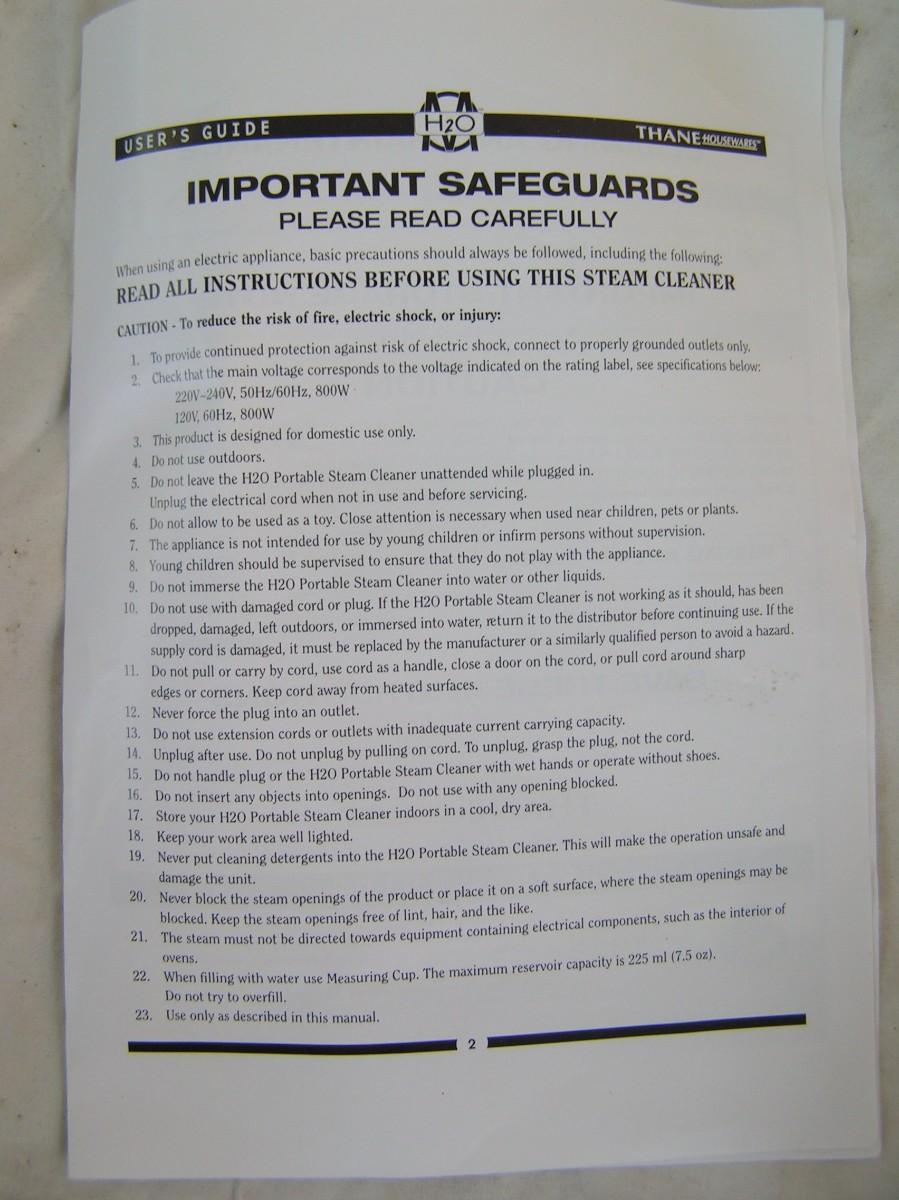 USER'S GUIDE
H2O
THANE HOUSEWARES™
IMPORTANT SAFEGUARDS
PLEASE READ CAREFULLY
When using an electric appliance, basic precautions should always be followed, including the following:
READ ALL INSTRUCTIONS BEFORE USING THIS STEAM CLEANER
CAUTION - To reduce the risk of fire, electric shock, or injury:
1. To provide continued protection against risk of electric shock, connect to properly grounded outlets only.
2. Check that the main voltage corresponds to the voltage indicated on the rating label, see specifications below:
220V~240V, 50Hz/60Hz, 800W
120V, 60Hz, 800W
3. This product is designed for domestic use only.
4. Do not use outdoors.
5. Do not leave the H2O Portable Steam Cleaner unattended while plugged in.
Unplug the electrical cord when not in use and before servicing.
6. Do not allow to be used as a toy. Close attention is necessary when used near children, pets or plants.
7. The appliance is not intended for use by young children or infirm persons without supervision.
8. Young children should be supervised to ensure that they do not play with the appliance.
9. Do not immerse the H2O Portable Steam Cleaner into water or other liquids.
10. Do not use with damaged cord or plug. If the H2O Portable Steam Cleaner is not working as it should, has been
dropped, damaged, left outdoors, or immersed into water, return it to the distributor before continuing use. If the
supply cord is damaged, it must be replaced by the manufacturer or a similarly qualified person to avoid a hazard.
11. Do not pull or carry by cord, use cord as a handle, close a door on the cord, or pull cord around sharp
edges or corners. Keep cord away from heated surfaces.
12. Never force the plug into an outlet.
13. Do not use extension cords or outlets with inadequate current carrying capacity.
14. Unplug after use. Do not unplug by pulling on cord. To unplug, grasp the plug, not the cord.
15. Do not handle plug or the H2O Portable Steam Cleaner with wet hands or operate without shoes.
16. Do not insert any objects into openings. Do not use with any opening blocked.
17. Store your H2O Portable Steam Cleaner indoors in a cool, dry area.
18. Keep your work area well lighted.
19. Never put cleaning detergents into the H2O Portable Steam Cleaner. This will make the operation unsafe and
damage the unit.
20. Never block the steam openings of the product or place it on a soft surface, where the steam openings may be
blocked. Keep the steam openings free of lint, hair, and the like.
21. The steam must not be directed towards equipment containing electrical components, such as the interior of
ovens.
22. When filling with water use Measuring Cup. The maximum reservoir capacity is 225 ml (7.5 oz).
Do not try to overfill.
23. Use only as described in this manual.
2